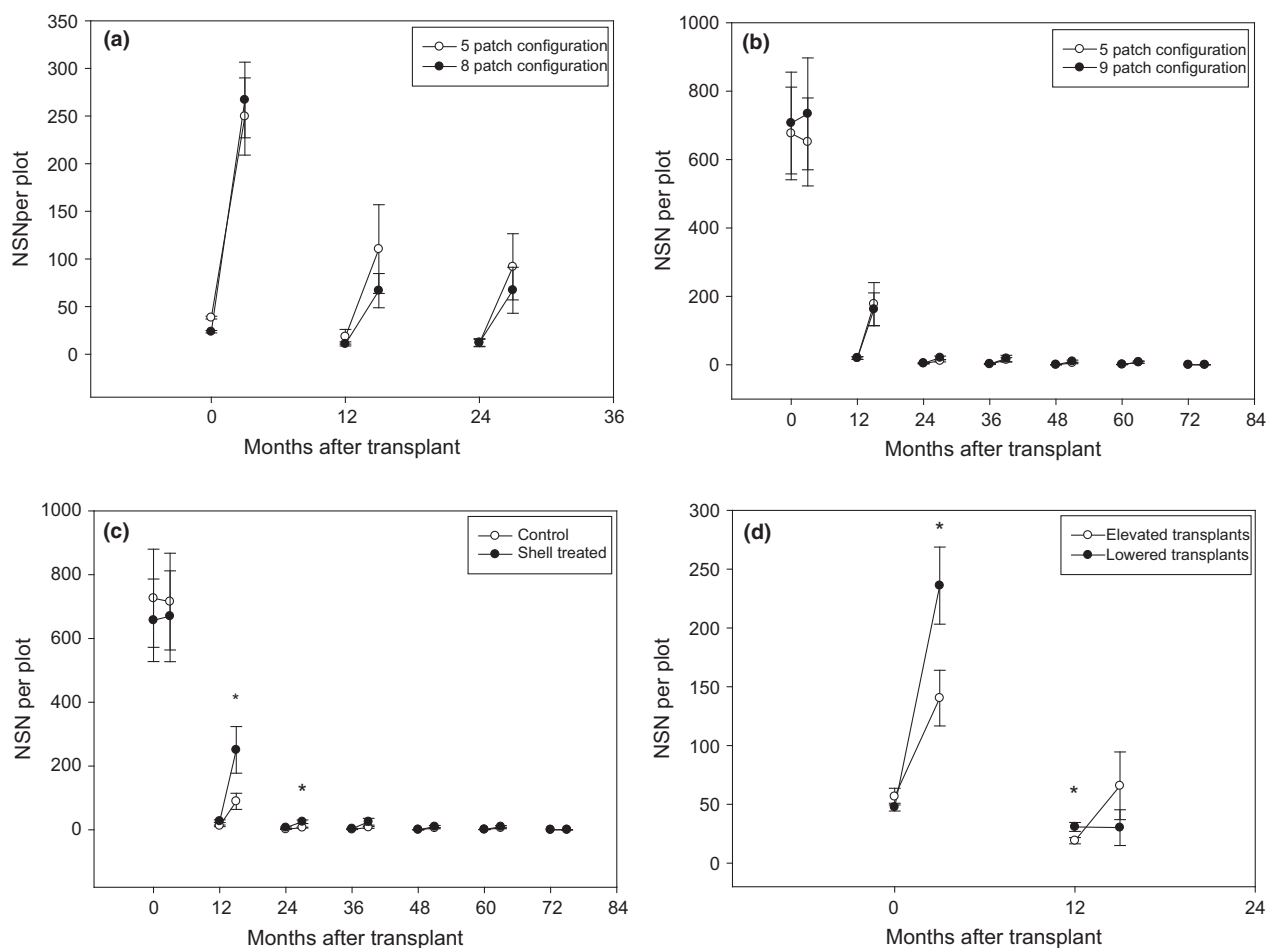 (a)
5 patch configuration
8 patch configuration
350
300
250
200
150
100
50
0
NSNper plot
0 12 24 36
Months after transplant
(b)
5 patch configuration
9 patch configuration
1000
800
600
400
200
0
NSN per plot
0 12 24 36 48 60 72 84
Months after transplant
(c)
Control
Shell treated
1000
800
600
400
200
0
NSN per plot
*
*
0 12 24 36 48 60 72 84
Months after transplant
(d)
Elevated transplants
Lowered transplants
300
250
200
150
100
50
0
NSN per plot
*
*
0 12 24
Months after transplant